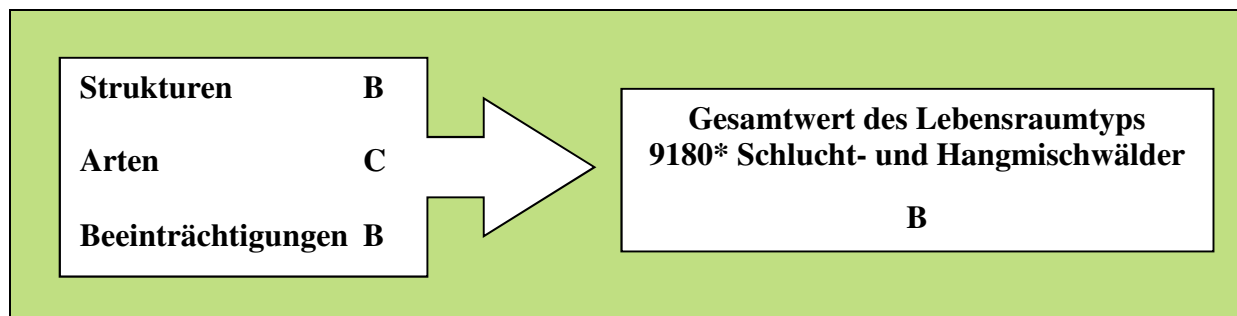 Strukturen B
Arten C
Beeinträchtigungen B
Gesamtwert des Lebensraumtyps
9180* Schlucht- und Hangmischwälder
B